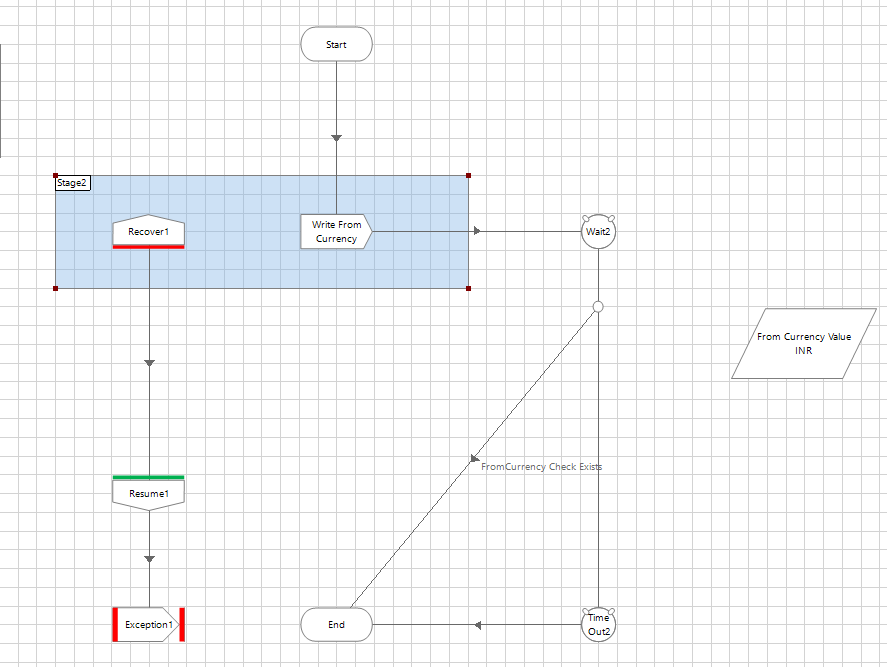 Start
Stage2
Recover1
Write From
Currency
Wait2
From Currency Value
INR
FromCurrency Check Exists
Resume1
Exception1
End
Time
Out2